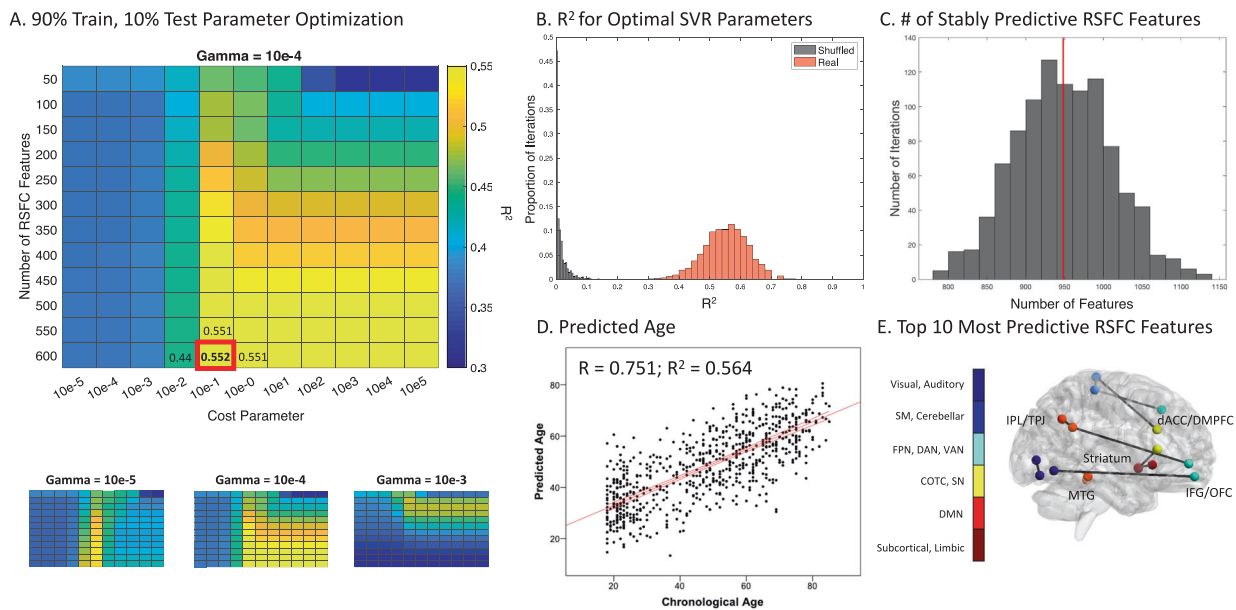 A. 90% Train, 10% Test Parameter Optimization
Gamma = 10e-4
Number of RSFC Features
50
100
150
200
250
300
350
400
450
500
550
600
0.551
0.44
0.552
0.551
10e-5
10e-4
10e-3
10e-2
10e-1
10e-0
10e1
10e2
10e3
10e4
10e5
Cost Parameter
0.55
0.5
0.45
0.4
0.35
0.3
R²
Gamma = 10e-5
Gamma = 10e-4
Gamma = 10e-3
B. R² for Optimal SVR Parameters
Shuffled
Real
Proportion of Iterations
0.5
0.45
0.4
0.35
0.3
0.25
0.2
0.15
0.1
0.05
0
0
0.1
0.2
0.3
0.4
0.5
0.6
0.7
0.8
0.9
1
R²
C. # of Stably Predictive RSFC Features
Number of Iterations
140
120
100
80
60
40
20
0
800
850
900
950
1000
1050
1100
1150
Number of Features
D. Predicted Age
R = 0.751; R² = 0.564
Predicted Age
80
60
40
20
20
40
60
80
Chronological Age
E. Top 10 Most Predictive RSFC Features
Visual, Auditory
SM, Cerebellar
FPN, DAN, VAN
COTC, SN
DMN
Subcortical, Limbic
IPL/TPJ
dACC/DMPFC
Striatum
MTG
IFG/OFC